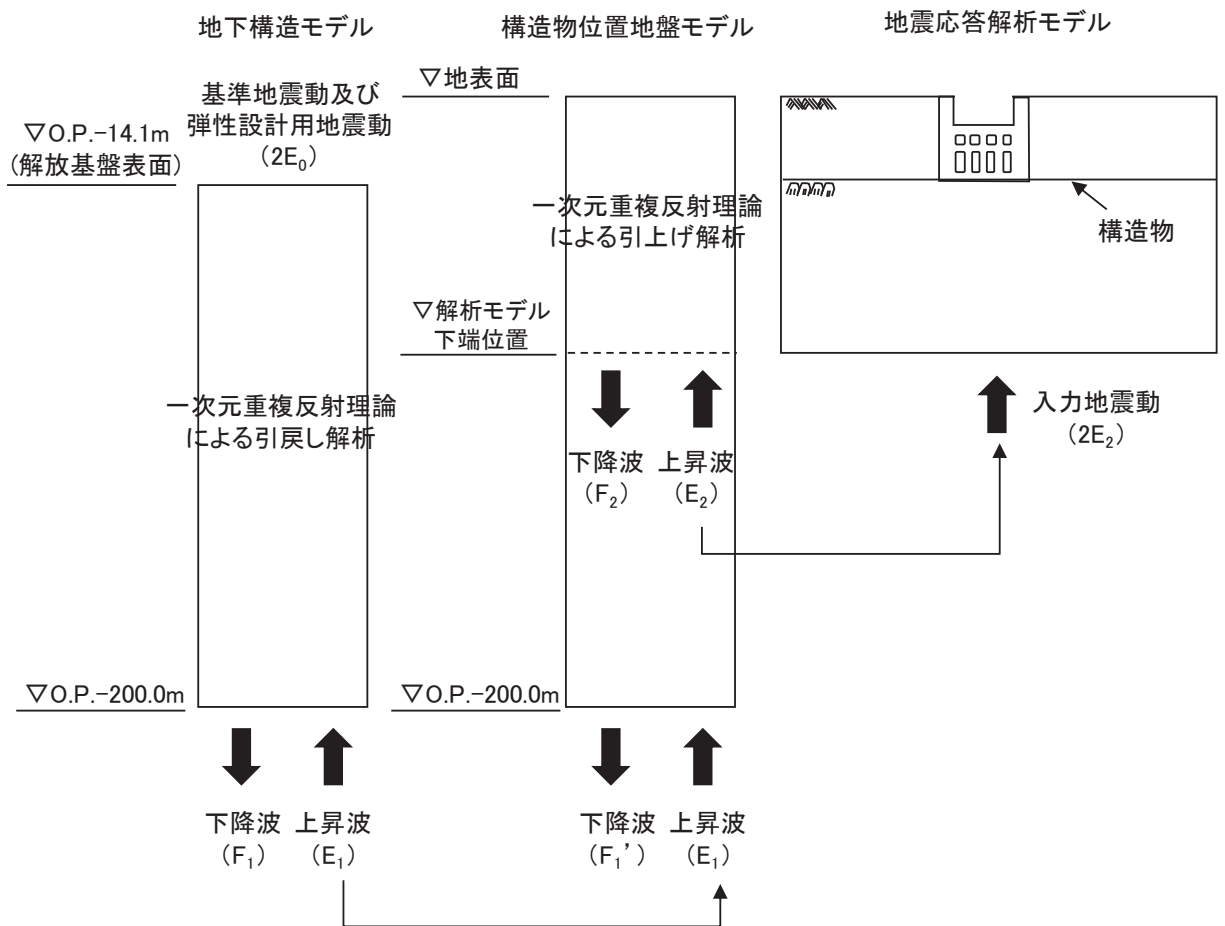 地下構造モデル
基準地震動及び
弾性設計用地震動
(2E₀)
▽O.P.-14.1m
(解放基盤表面)
一次元重複反射理論
による引戻し解析
▽O.P.-200.0m
下降波 上昇波
(F₁) (E₁)
構造物位置地盤モデル
▽地表面
一次元重複反射理論
による引上げ解析
▽解析モデル
下端位置
下降波 上昇波
(F₂) (E₂)
▽O.P.-200.0m
下降波 上昇波
(F₁’) (E₁)
地震応答解析モデル
構造物
入力地震動
(2E₂)